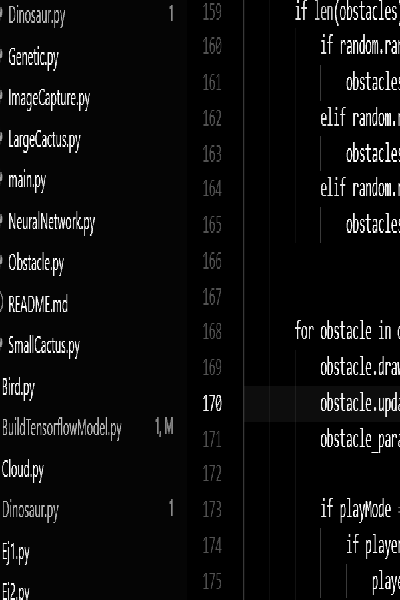 Dinosaur.py 1
Genetic.py
ImageCapture.py
LargeCactus.py
main.py
NeuralNetwork.py
Obstacle.py
README.md
SmallCactus.py
Bird.py
BuildTensorflowModel.py 1, M
Cloud.py
Dinosaur.py 1
Ej1.py
Ej2.py
159 if len(obstacles)
160 if random.ran
161 obstacles
162 elif random.r
163 obstacles
164 elif random.r
165 obstacles
166
167
168 for obstacle in o
169 obstacle.draw
170 obstacle.upda
171 obstacle_para
172
173 if playMode =
174 if player
175 playe